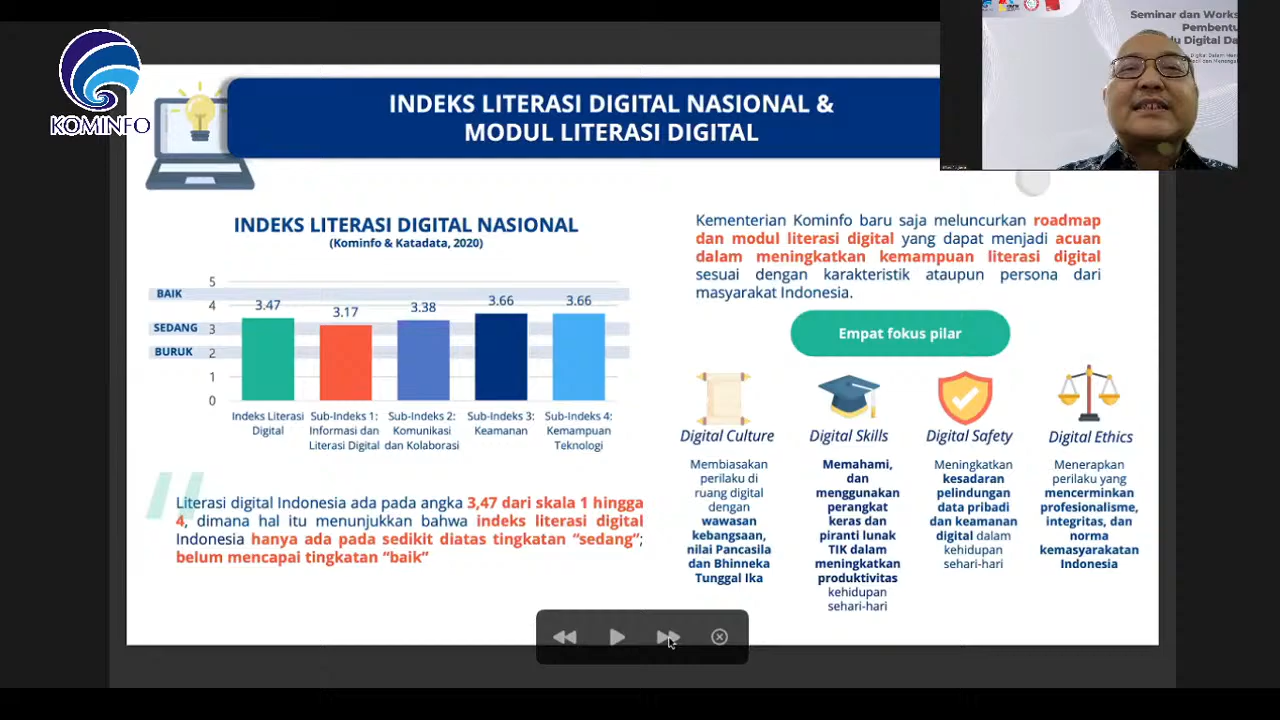 KOMINFO
INDEKS LITERASI DIGITAL NASIONAL &
MODUL LITERASI DIGITAL
Seminar dan Works
Pembentu
du Digital Da
INDEKS LITERASI DIGITAL NASIONAL
(Kominfo & Katadata, 2020)
5
BAIK
4
SEDANG
3
BURUK
2
1
0
3.47
3.17
3.38
3.66
3.66
Indeks Literasi
Digital
Sub-Indeks 1:
Informasi dan
Literasi Digital
Sub-Indeks 2:
Komunikasi
dan Kolaborasi
Sub-Indeks 3:
Keamanan
Sub-Indeks 4:
Kemampuan
Teknologi
Literasi digital Indonesia ada pada angka 3,47 dari skala 1 hingga
4, dimana hal itu menunjukkan bahwa indeks literasi digital
Indonesia hanya ada pada sedikit diatas tingkatan “sedang”;
belum mencapai tingkatan “baik”
Kementerian Kominfo baru saja meluncurkan roadmap
dan modul literasi digital yang dapat menjadi acuan
dalam meningkatkan kemampuan literasi digital
sesuai dengan karakteristik ataupun persona dari
masyarakat Indonesia.
Empat fokus pilar
Digital Culture
Membiasakan
perilaku di
ruang digital
dengan
wawasan
kebangsaan,
nilai Pancasila
dan Bhinneka
Tunggal Ika
Digital Skills
Memahami,
dan
menggunakan
perangkat
keras dan
piranti lunak
TIK dalam
meningkatkan
produktivitas
kehidupan
sehari-hari
Digital Safety
Meningkatkan
kesadaran
pelindungan
data pribadi
dan keamanan
digital dalam
kehidupan
sehari-hari
Digital Ethics
Menerapkan
perilaku yang
mencerminkan
profesionalisme,
integritas, dan
norma
kemasyarakatan
Indonesia